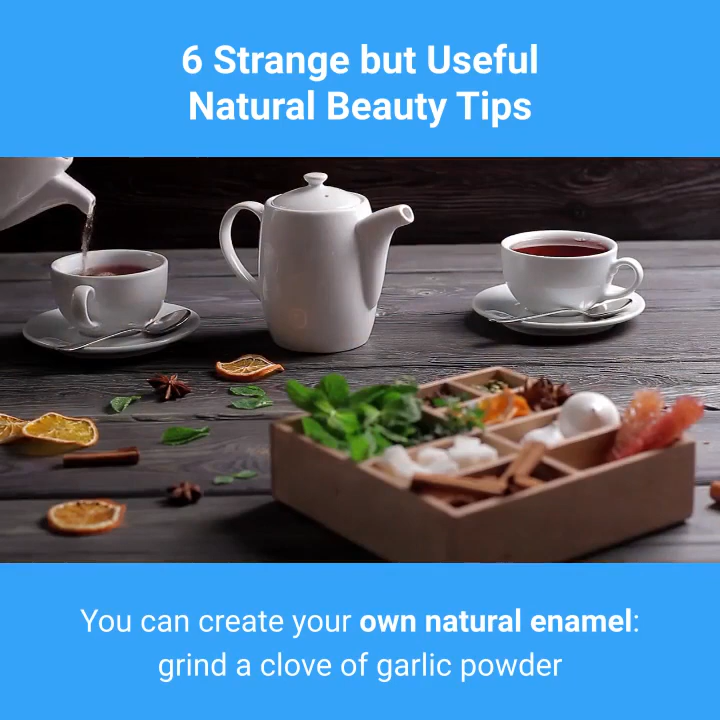 6 Strange but Useful
Natural Beauty Tips
You can create your own natural enamel:
grind a clove of garlic powder